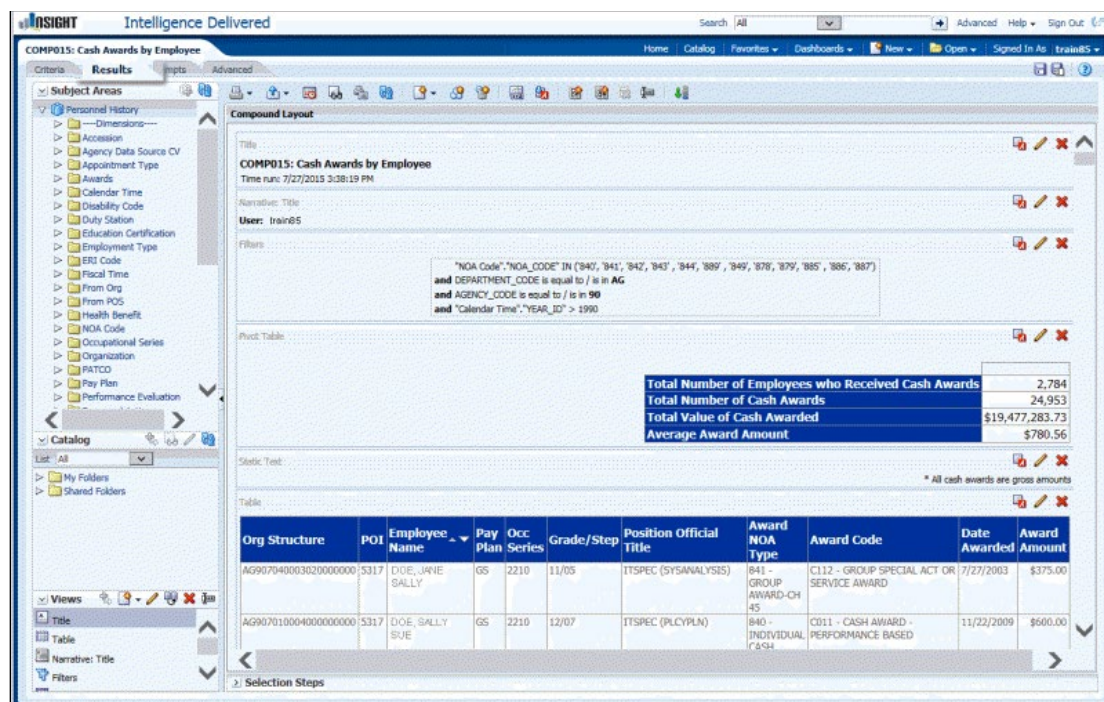 INSIGHT Intelligence Delivered Search All Advanced Help Sign Out
COMP015: Cash Awards by Employee Home Catalog Favorites Dashboards New Open Signed In As train85
Criteria Results mpts Advanced
Subject Areas
Personnel History
----Dimensions----
Accession
Agency Data Source CV
Appointment Type
Awards
Calendar Time
Disability Code
Duty Station
Education Certification
Employment Type
ERI Code
Fiscal Time
From Org
From POS
Health Benefit
NOA Code
Occupational Series
Organization
PATCO
Pay Plan
Performance Evaluation
Catalog
List All
My Folders
Shared Folders
Views
Title
Table
Narrative: Title
Filters
Compound Layout
Title
COMP015: Cash Awards by Employee
Time run: 7/27/2015 3:38:19 PM
Narrative: Title
User: train85
Filters
"NOA Code"."NOA_CODE" IN ('840', '841', '842', '843' , '844', '889' , '849', '878', '879', '885' , '886', '887')
and DEPARTMENT_CODE is equal to / is in AG
and AGENCY_CODE is equal to / is in 90
and "Calendar Time"."YEAR_ID" > 1990
Pivot Table
Total Number of Employees who Received Cash Awards 2,784
Total Number of Cash Awards 24,953
Total Value of Cash Awarded $19,477,283.73
Average Award Amount $780.56
Static Text
* All cash awards are gross amounts
Table
Org Structure POI Employee Name Pay Plan Occ Series Grade/Step Position Official Title Award NOA Type Award Code Date Awarded Award Amount
AG907040003020000000 5317 DOE, JANE SALLY GS 2210 11/05 ITSPEC (SYSANALYSIS) 841 - GROUP AWARD-CH 45 C112 - GROUP SPECIAL ACT OR SERVICE AWARD 7/27/2003 $375.00
AG907010004000000000 5317 DOE, SALLY SUE GS 2210 12/07 ITSPEC (PLCYPLN) 840 - INDIVIDUAL CASH C011 - CASH AWARD - PERFORMANCE BASED 11/22/2009 $600.00
Selection Steps